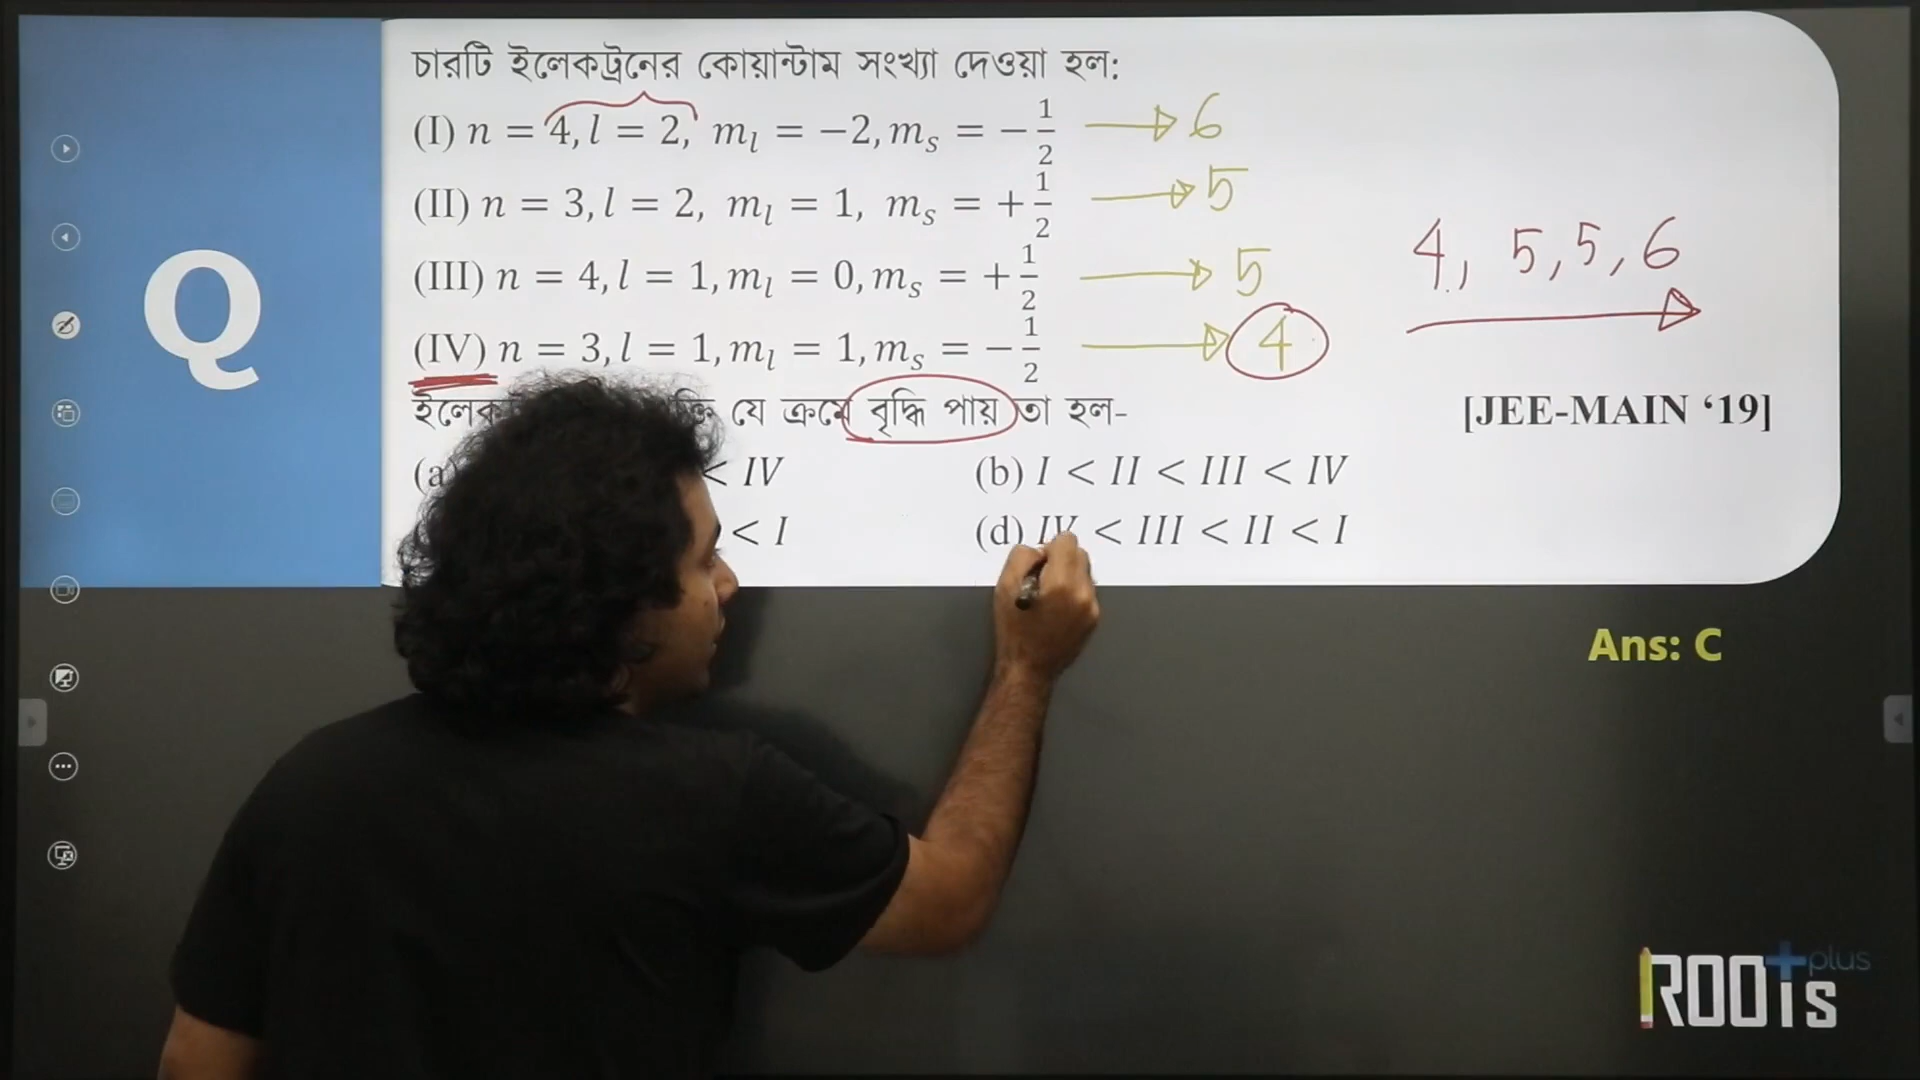 চারটি ইলেকট্রনের কোয়ান্টাম সংখ্যা দেওয়া হল:
(I) n = 4, l = 2, m_l = −2, m_s = −1/2 → 6
(II) n = 3, l = 2, m_l = 1, m_s = +1/2 → 5
(III) n = 4, l = 1, m_l = 0, m_s = +1/2 → 5
4, 5, 5, 6
(IV) n = 3, l = 1, m_l = 1, m_s = −1/2 → 4
Q
যে ক্রমে বৃদ্ধি পায় তা হল-
[JEE-MAIN ‘19]
(a) < IV
(b) I < II < III < IV
< I
(d) IV < III < II < I
Ans: C
ROOTs plus